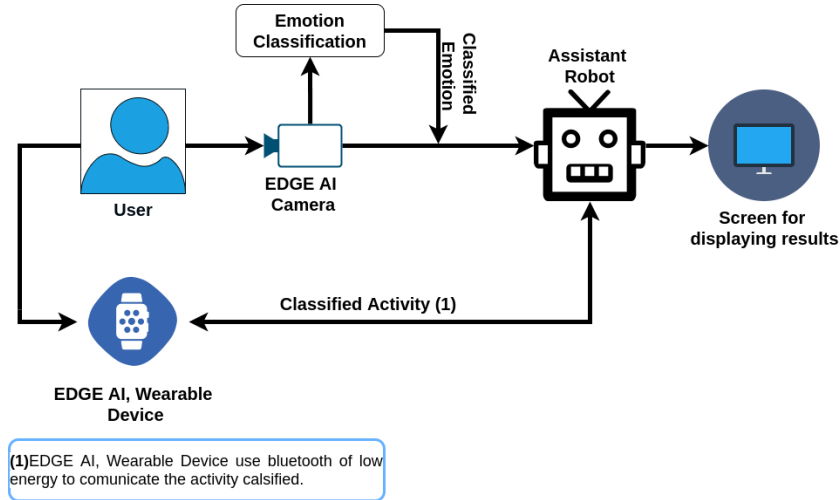 Emotion
Classification
Classified
Emotion
Assistant
Robot
User
EDGE AI
Camera
Screen for
displaying results
Classified Activity (1)
EDGE AI, Wearable
Device
(1)EDGE AI, Wearable Device use bluetooth of low
energy to comunicate the activity calsified.